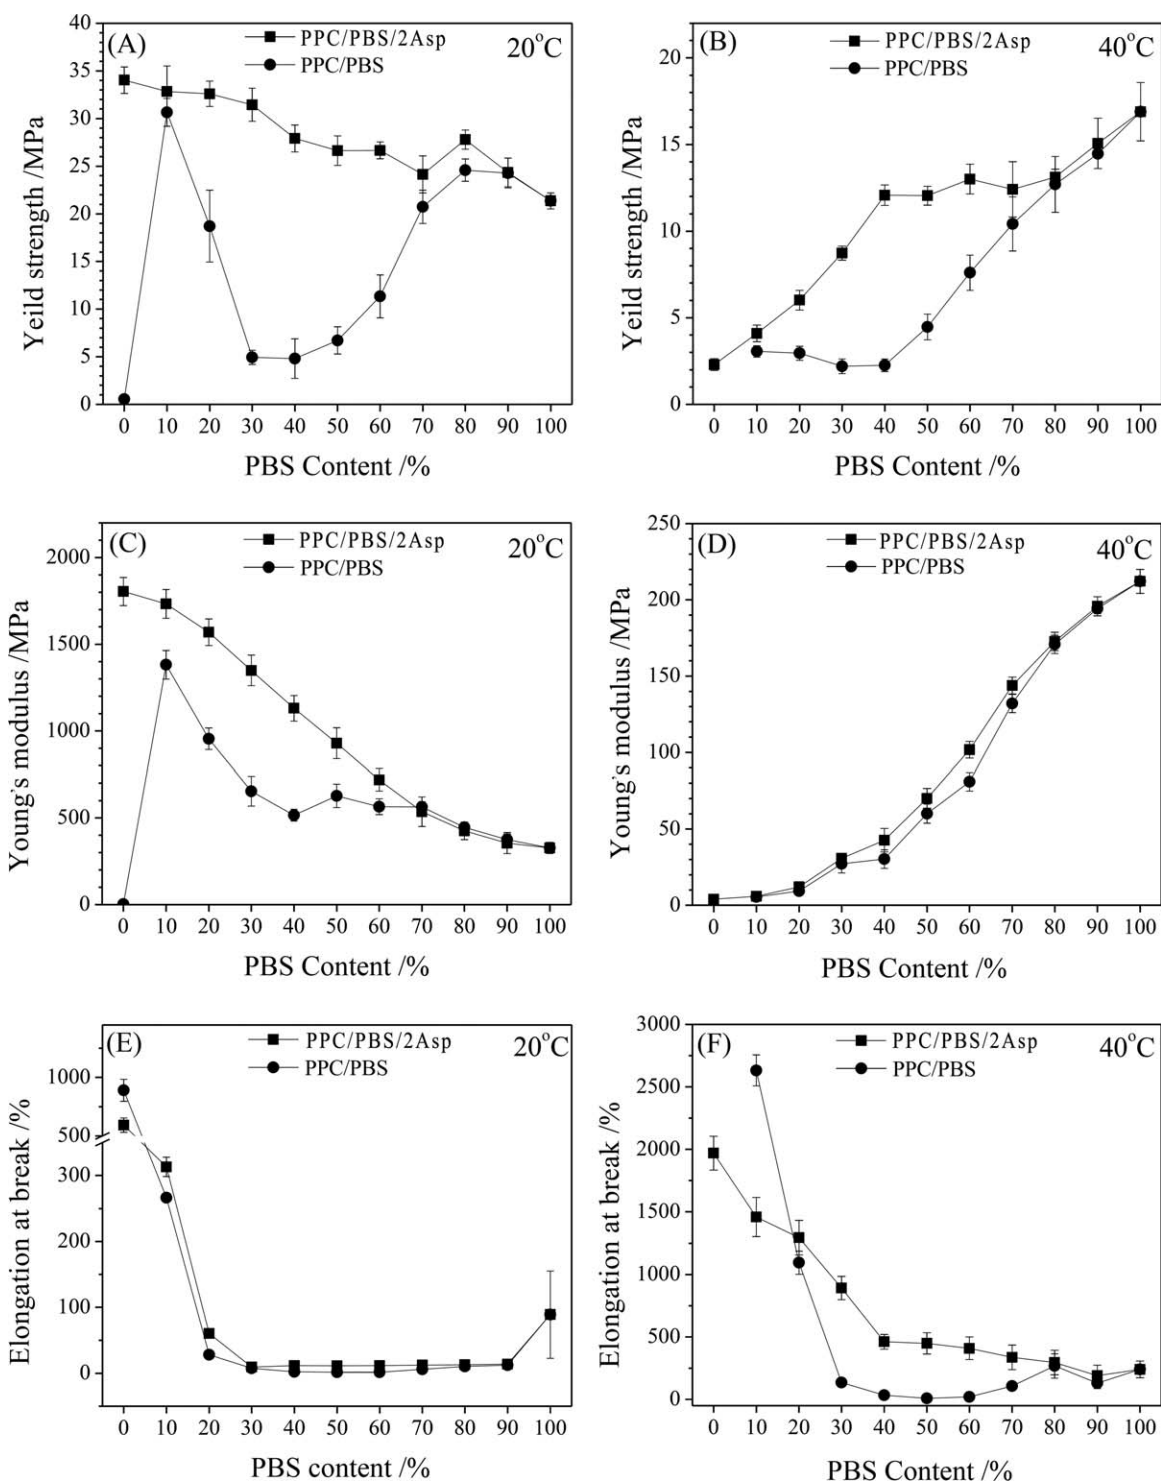 (A)
PPC/PBS/2Asp
PPC/PBS
20°C
40
35
30
25
20
15
10
5
0
Yeild strength /MPa
0 10 20 30 40 50 60 70 80 90 100
PBS Content /%
(B)
PPC/PBS/2Asp
PPC/PBS
40°C
20
15
10
5
0
Yeild strength /MPa
0 10 20 30 40 50 60 70 80 90 100
PBS Content /%
(C)
PPC/PBS/2Asp
PPC/PBS
20°C
2000
1500
1000
500
0
Young's modulus /MPa
0 10 20 30 40 50 60 70 80 90 100
PBS Content /%
(D)
PPC/PBS/2Asp
PPC/PBS
40°C
250
200
150
100
50
0
Young's modulus /MPa
0 10 20 30 40 50 60 70 80 90 100
PBS Content /%
(E)
PPC/PBS/2Asp
PPC/PBS
20°C
1000
500
300
200
100
0
Elongation at break /%
0 10 20 30 40 50 60 70 80 90 100
PBS content /%
(F)
PPC/PBS/2Asp
PPC/PBS
40°C
3000
2500
2000
1500
1000
500
0
Elongation at break /%
0 10 20 30 40 50 60 70 80 90 100
PBS Content /%